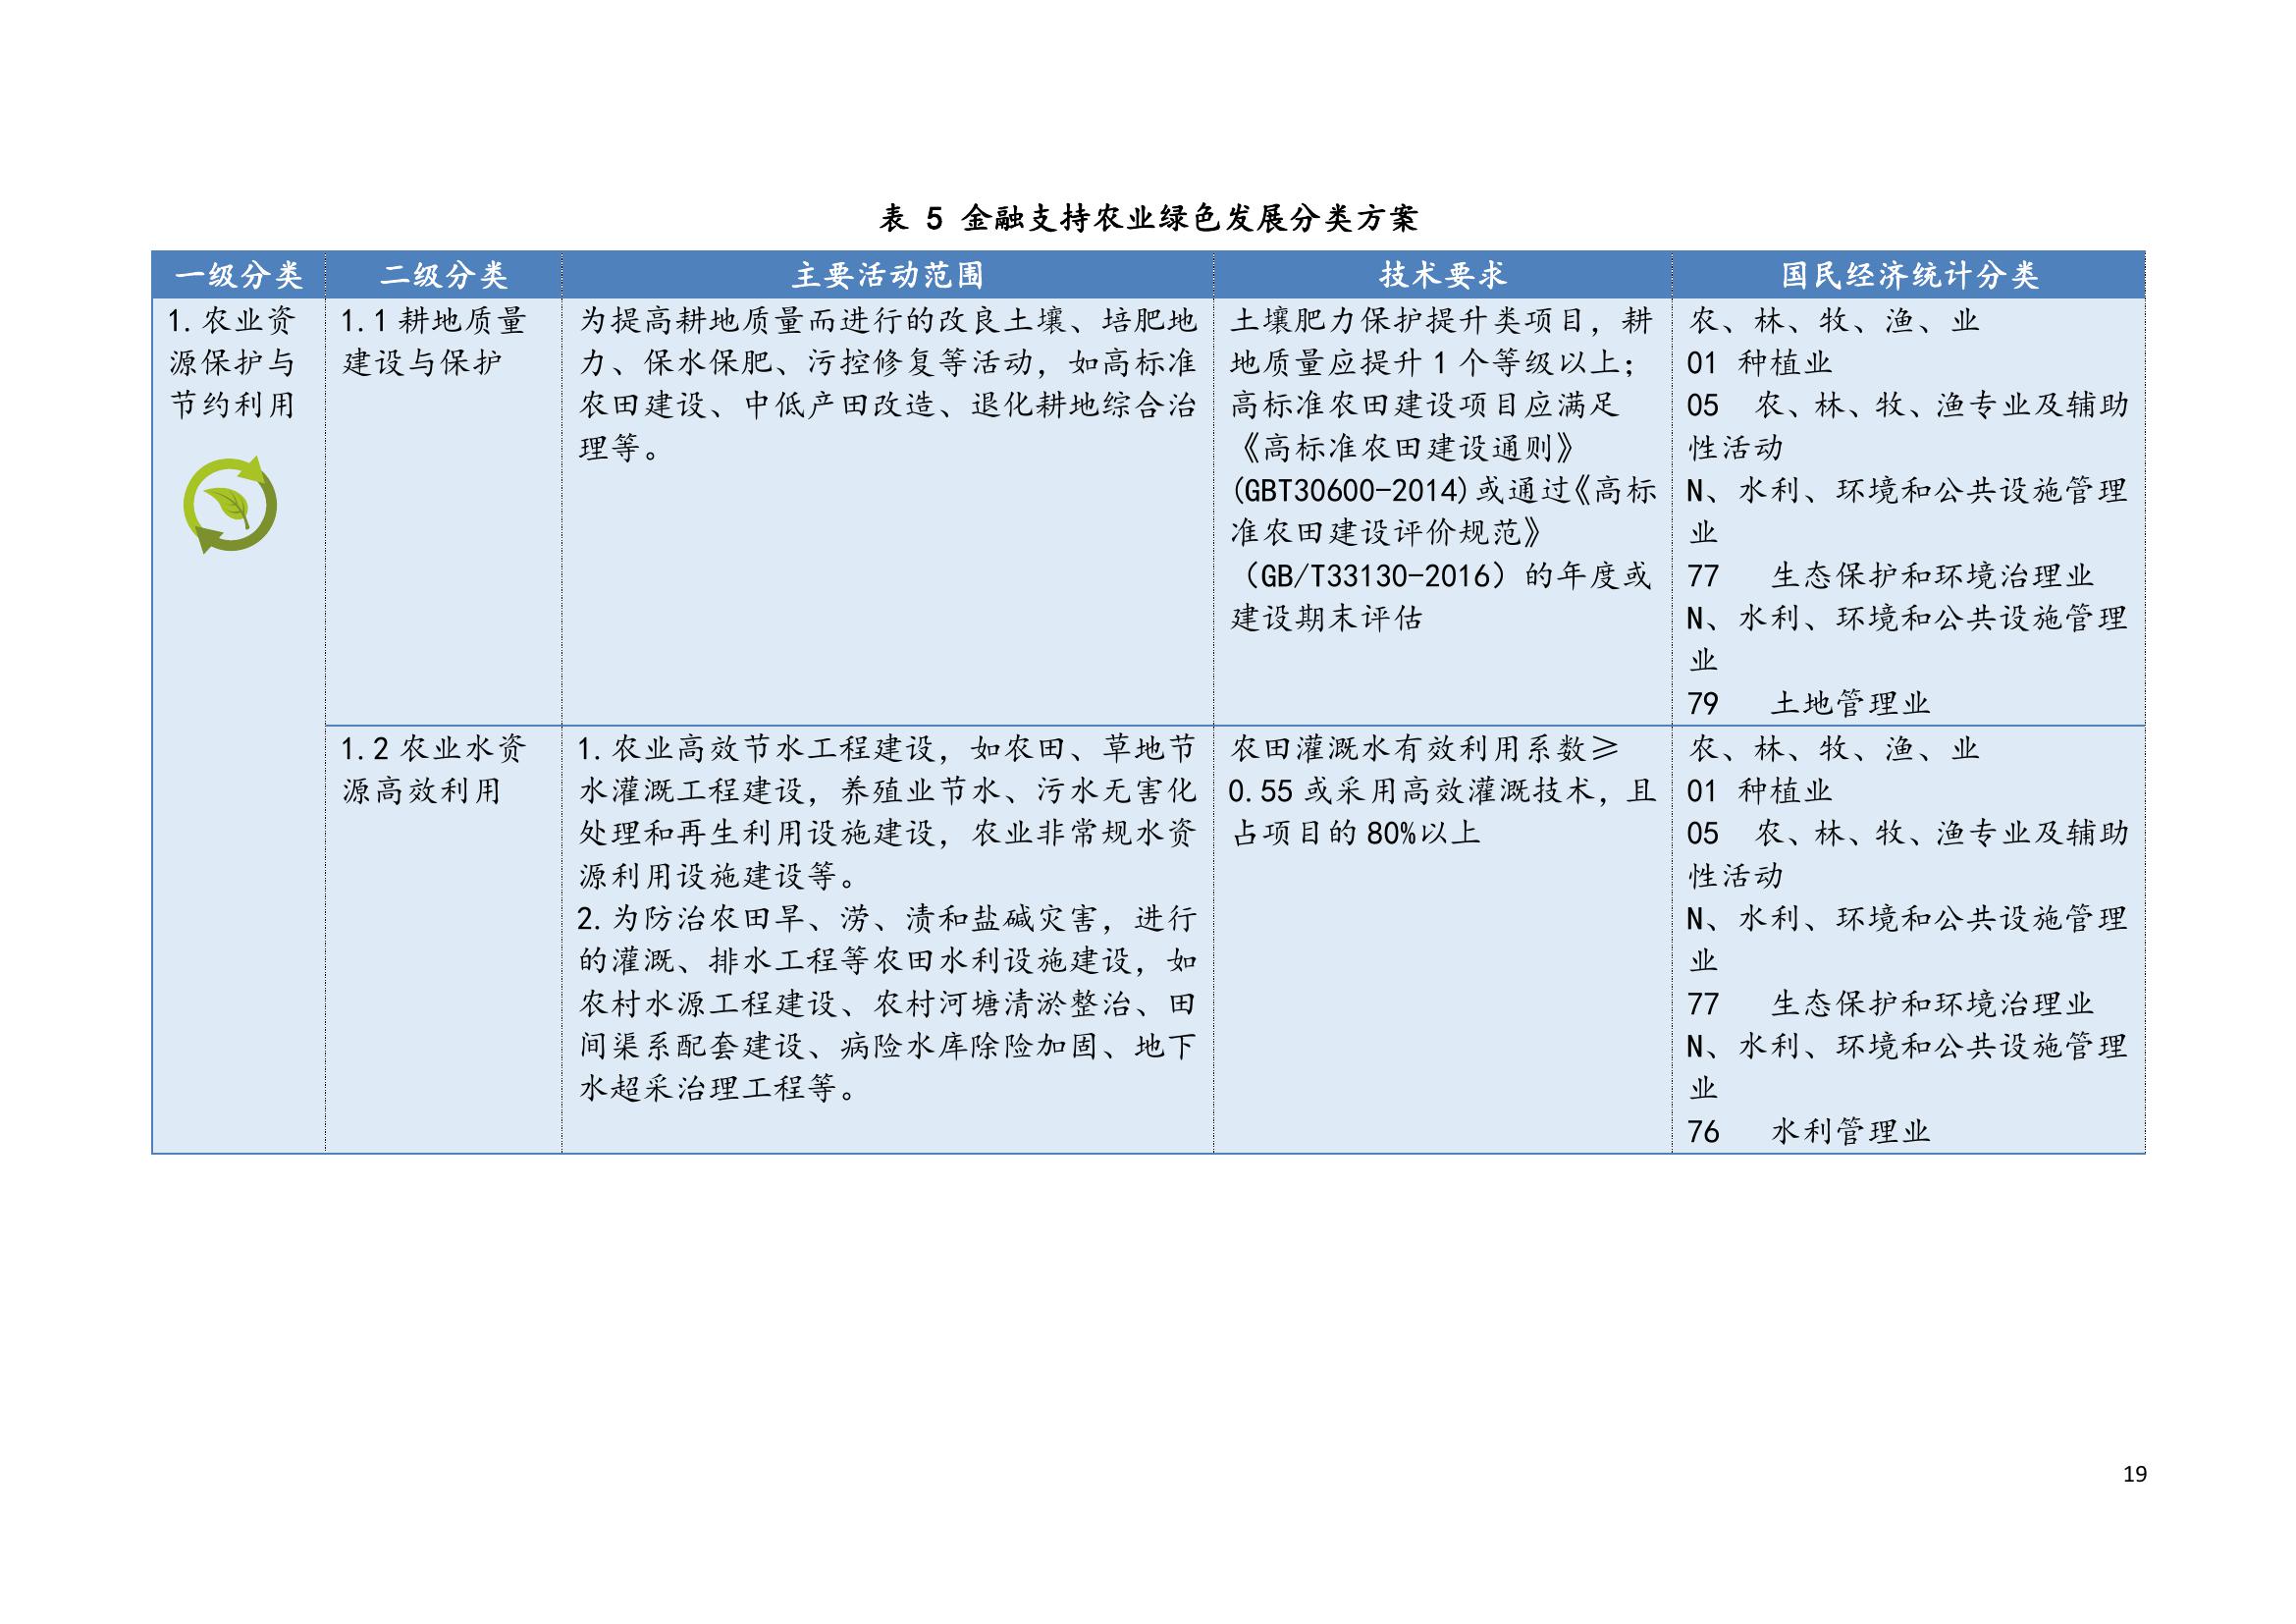 表 5 金融支持农业绿色发展分类方案
一级分类
二级分类
主要活动范围
技术要求
国民经济统计分类
1.农业资
源保护与
节约利用
1.1 耕地质量
建设与保护
为提高耕地质量而进行的改良土壤、培肥地
力、保水保肥、污控修复等活动，如高标准
农田建设、中低产田改造、退化耕地综合治
理等。
土壤肥力保护提升类项目，耕
地质量应提升 1 个等级以上；
高标准农田建设项目应满足
《高标准农田建设通则》
(GBT30600-2014)或通过《高标
准农田建设评价规范》
（GB/T33130-2016）的年度或
建设期末评估
农、林、牧、渔、业
01 种植业
05 农、林、牧、渔专业及辅助
性活动
N、水利、环境和公共设施管理
业
77 生态保护和环境治理业
N、水利、环境和公共设施管理
业
79 土地管理业
1.2 农业水资
源高效利用
1.农业高效节水工程建设，如农田、草地节
水灌溉工程建设，养殖业节水、污水无害化
处理和再生利用设施建设，农业非常规水资
源利用设施建设等。
2.为防治农田旱、涝、渍和盐碱灾害，进行
的灌溉、排水工程等农田水利设施建设，如
农村水源工程建设、农村河塘清淤整治、田
间渠系配套建设、病险水库除险加固、地下
水超采治理工程等。
农田灌溉水有效利用系数≥
0.55 或采用高效灌溉技术，且
占项目的 80%以上
农、林、牧、渔、业
01 种植业
05 农、林、牧、渔专业及辅助
性活动
N、水利、环境和公共设施管理
业
77 生态保护和环境治理业
N、水利、环境和公共设施管理
业
76 水利管理业
19